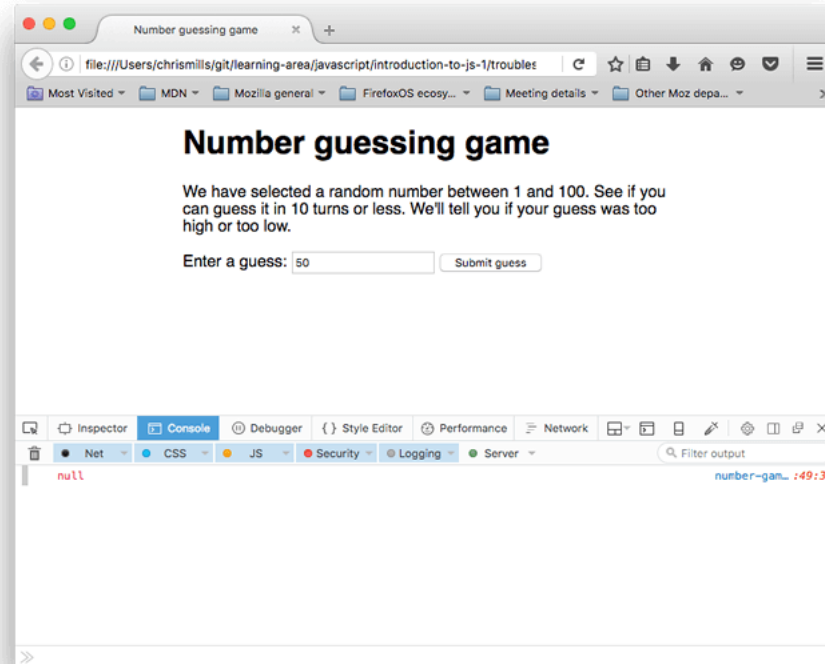 Number guessing game
file:///Users/chrismills/git/learning-area/javascript/introduction-to-js-1/troubles
Most Visited MDN Mozilla general FirefoxOS ecosy... Meeting details Other Moz depa...
Number guessing game
We have selected a random number between 1 and 100. See if you
can guess it in 10 turns or less. We'll tell you if your guess was too
high or too low.
Enter a guess: 50 Submit guess
Inspector Console Debugger { } Style Editor Performance Network
Net CSS JS Security Logging Server Filter output
null number-gam… :49:3